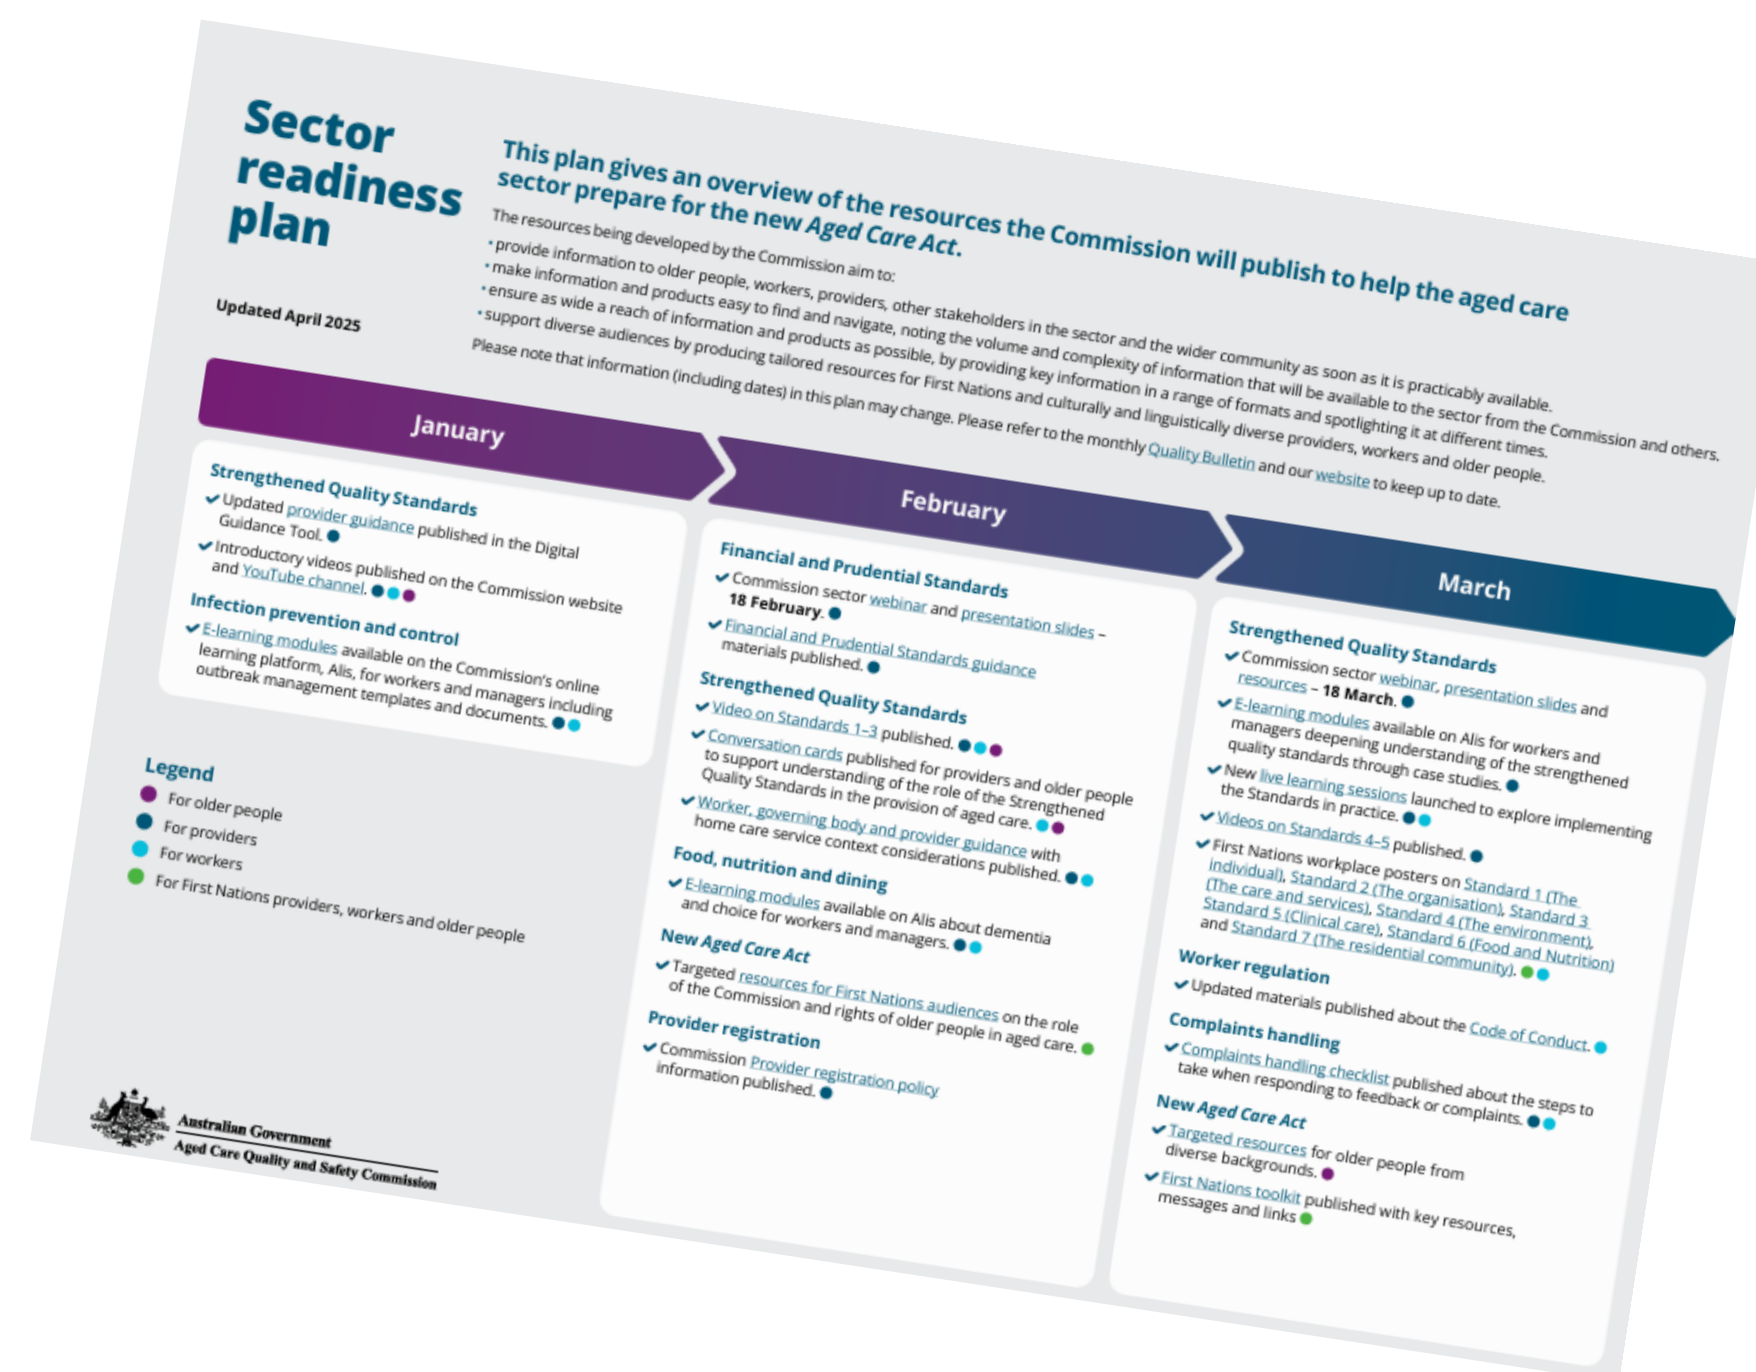 Sector
readiness
plan
Updated April 2025
This plan gives an overview of the resources the Commission will publish to help the aged care
sector prepare for the new Aged Care Act.
The resources being developed by the Commission aim to:
• provide information to older people, workers, providers, other stakeholders in the sector and the wider community as soon as it is practicably available.
• make information and products easy to find and navigate, noting the volume and complexity of information that will be available to the sector from the Commission and others.
• ensure as wide a reach of information and products as possible, by providing key information in a range of formats and spotlighting it at different times.
• support diverse audiences by producing tailored resources for First Nations and culturally and linguistically diverse providers, workers and older people.
Please note that information (including dates) in this plan may change. Please refer to the monthly Quality Bulletin and our website to keep up to date.
January
Strengthened Quality Standards
✓ Updated provider guidance published in the Digital
Guidance Tool.
✓ Introductory videos published on the Commission website
and YouTube channel.
Infection prevention and control
✓ E-learning modules available on the Commission's online
learning platform, Alis, for workers and managers including
outbreak management templates and documents.
Legend
For older people
For providers
For workers
For First Nations providers, workers and older people
Australian Government
Aged Care Quality and Safety Commission
February
Financial and Prudential Standards
✓ Commission sector webinar and presentation slides –
18 February.
✓ Financial and Prudential Standards guidance
materials published.
Strengthened Quality Standards
✓ Video on Standards 1–3 published.
✓ Conversation cards published for providers and older people
to support understanding of the role of the Strengthened
Quality Standards in the provision of aged care.
✓ Worker, governing body and provider guidance with
home care service context considerations published.
Food, nutrition and dining
✓ E-learning modules available on Alis about dementia
and choice for workers and managers.
New Aged Care Act
✓ Targeted resources for First Nations audiences on the role
of the Commission and rights of older people in aged care.
Provider registration
✓ Commission Provider registration policy
information published.
March
Strengthened Quality Standards
✓ Commission sector webinar, presentation slides and
resources – 18 March.
✓ E-learning modules available on Alis for workers and
managers deepening understanding of the strengthened
quality standards through case studies.
✓ New live learning sessions launched to explore implementing
the Standards in practice.
✓ Videos on Standards 4–5 published.
✓ First Nations workplace posters on Standard 1 (The
individual), Standard 2 (The organisation), Standard 3
(The care and services), Standard 4 (The environment),
Standard 5 (Clinical care), Standard 6 (Food and Nutrition)
and Standard 7 (The residential community).
Worker regulation
✓ Updated materials published about the Code of Conduct.
Complaints handling
✓ Complaints handling checklist published about the steps to
take when responding to feedback or complaints.
New Aged Care Act
✓ Targeted resources for older people from
diverse backgrounds.
✓ First Nations toolkit published with key resources,
messages and links